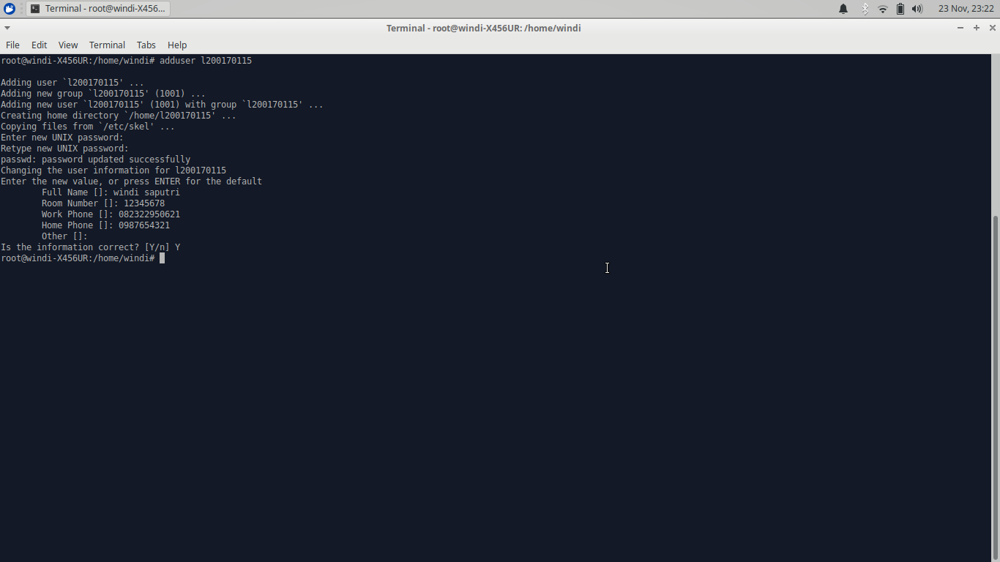 Terminal - root@windi-X456...
23 Nov, 23:22
Terminal - root@windi-X456UR: /home/windi
File Edit View Terminal Tabs Help
root@windi-X456UR:/home/windi# adduser l200170115
Adding user `l200170115' ...
Adding new group `l200170115' (1001) ...
Adding new user `l200170115' (1001) with group `l200170115' ...
Creating home directory `/home/l200170115' ...
Copying files from `/etc/skel' ...
Enter new UNIX password:
Retype new UNIX password:
passwd: password updated successfully
Changing the user information for l200170115
Enter the new value, or press ENTER for the default
        Full Name []: windi saputri
        Room Number []: 12345678
        Work Phone []: 082322950621
        Home Phone []: 0987654321
        Other []:
Is the information correct? [Y/n] Y
root@windi-X456UR:/home/windi#